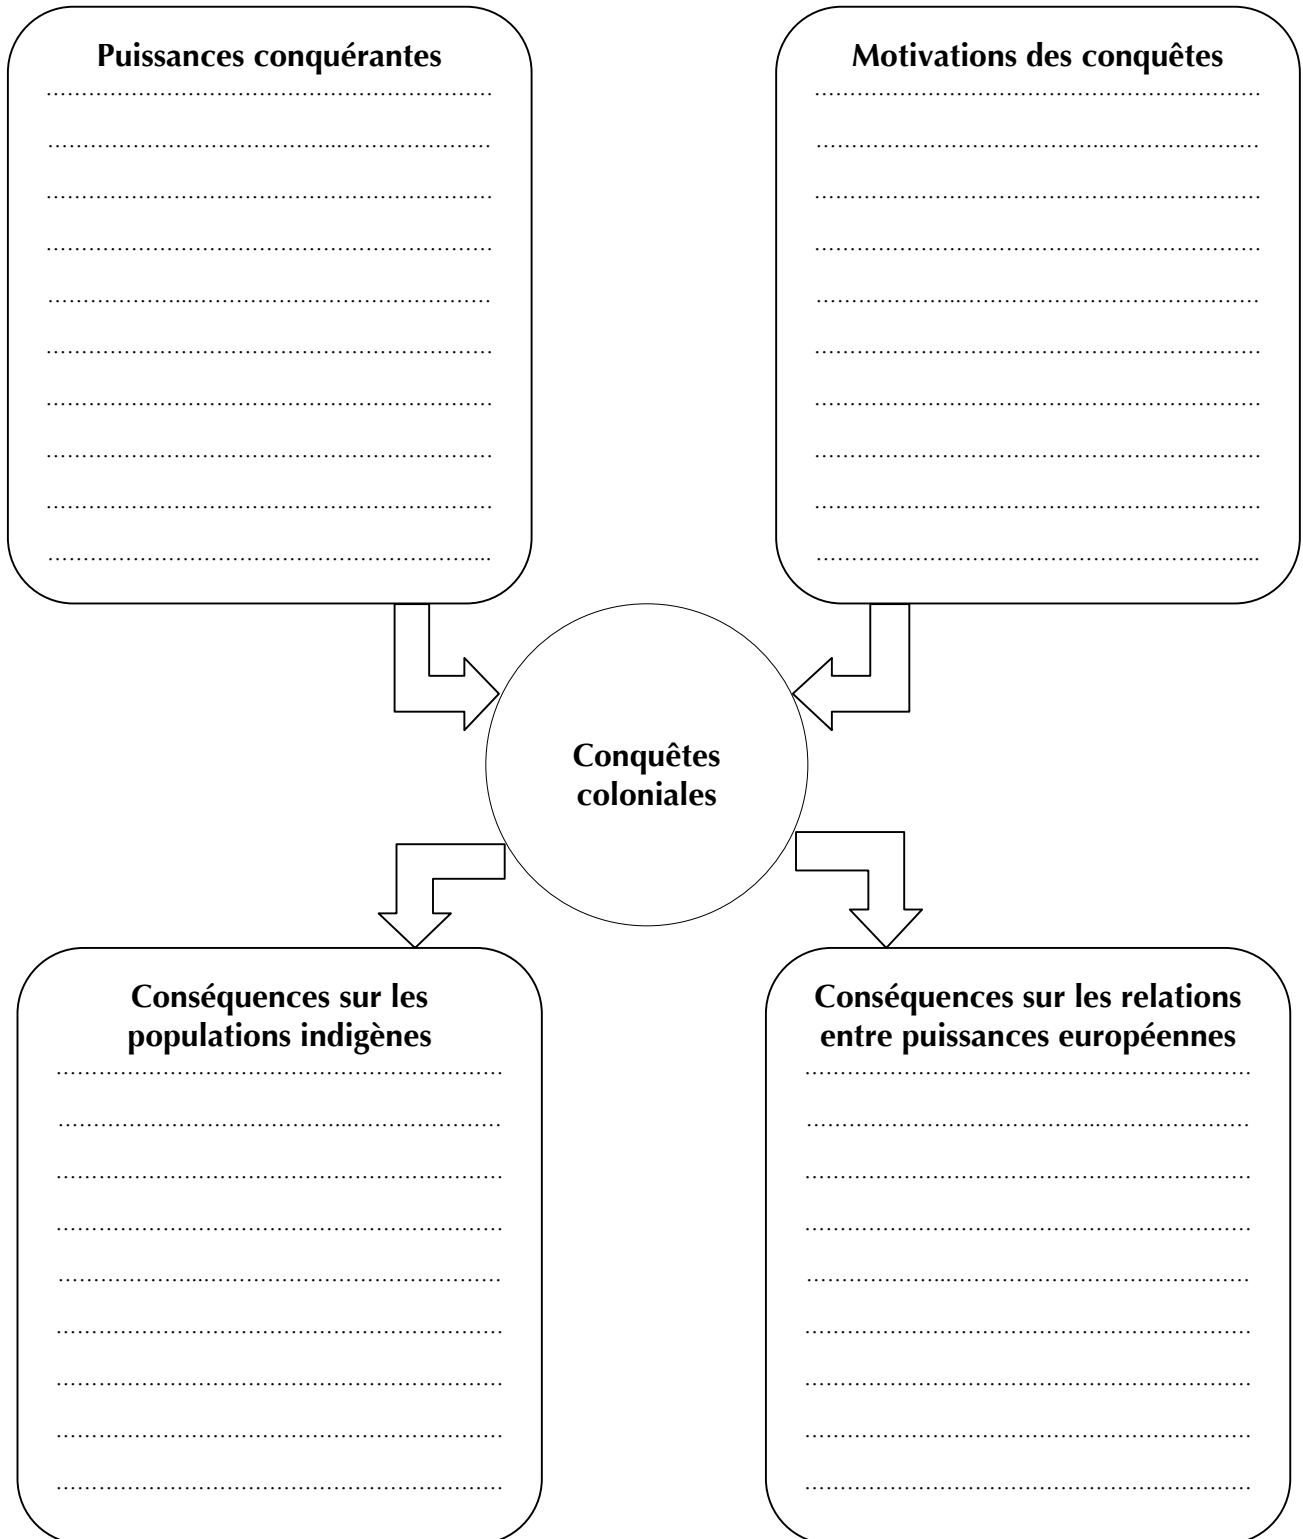 Puissances conquérantes
Motivations des conquêtes
Conquêtes
coloniales
Conséquences sur les
populations indigènes
Conséquences sur les relations
entre puissances européennes